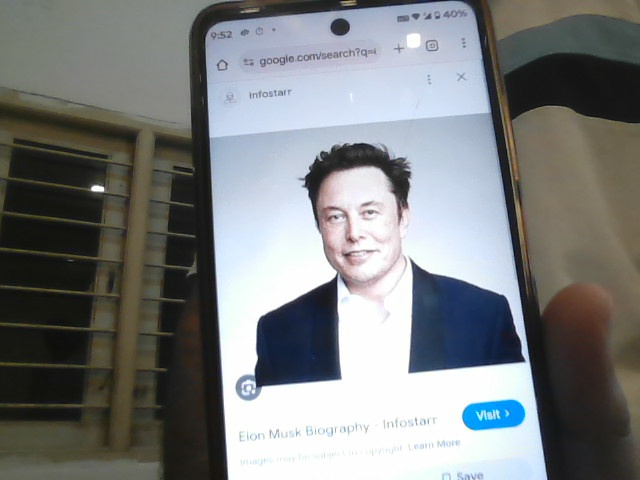 9:52
40%
google.com/search?q=i
Infostarr
Elon Musk Biography - Infostarr
Visit >
Images may be subject to copyright. Learn More
Save